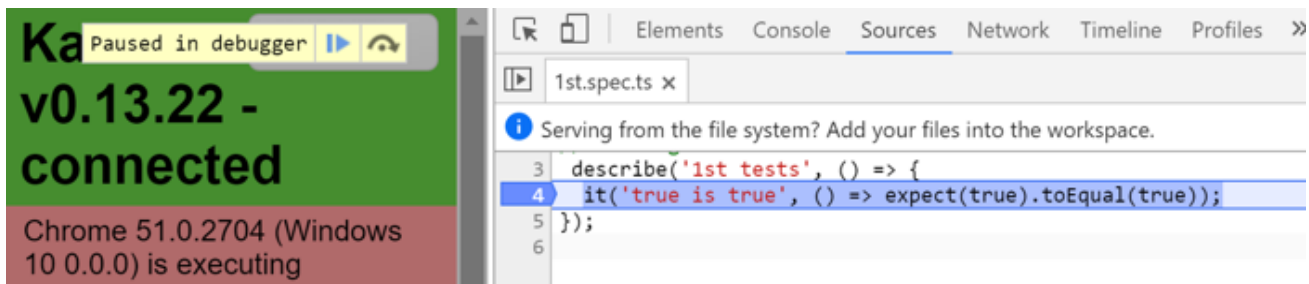 Ka
Paused in debugger
v0.13.22 -
connected
Chrome 51.0.2704 (Windows
10 0.0.0) is executing
Elements Console Sources Network Timeline Profiles »
1st.spec.ts ×
Serving from the file system? Add your files into the workspace.
3 describe('1st tests', () => {
4 it('true is true', () => expect(true).toEqual(true));
5 });
6